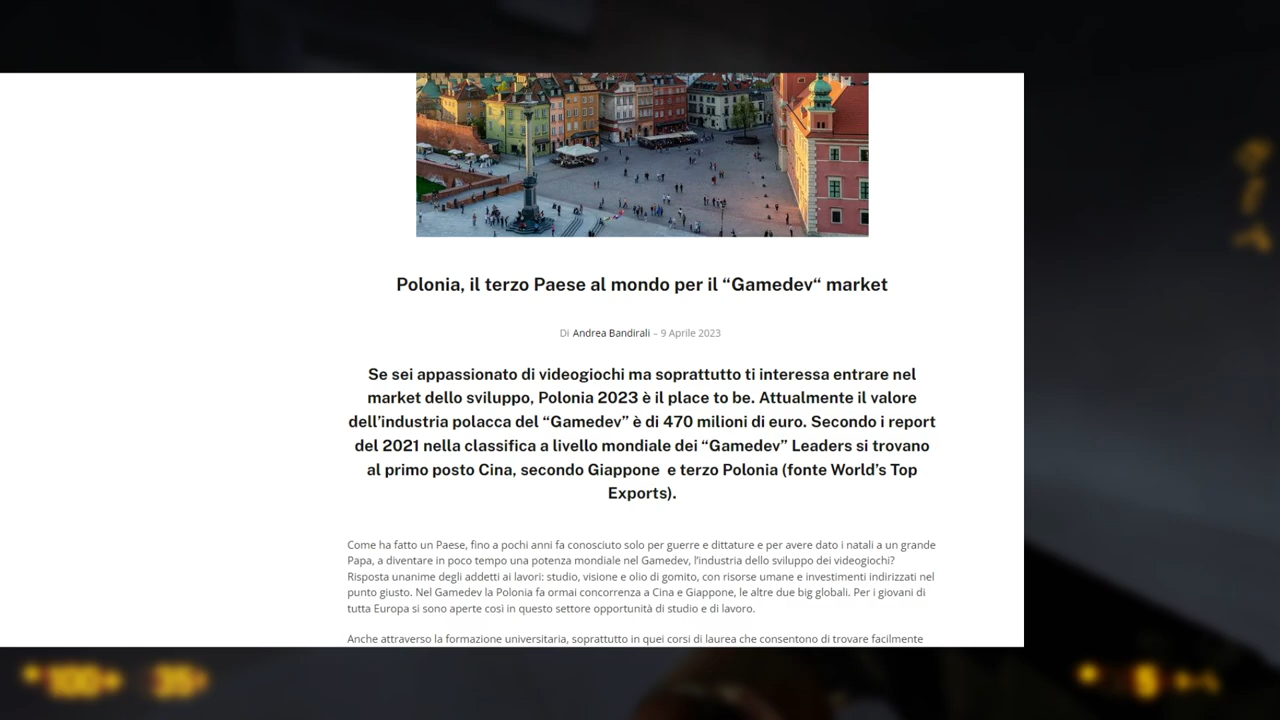 Polonia, il terzo Paese al mondo per il “Gamedev“ market
Di Andrea Bandirali – 9 Aprile 2023
Se sei appassionato di videogiochi ma soprattutto ti interessa entrare nel
market dello sviluppo, Polonia 2023 è il place to be. Attualmente il valore
dell’industria polacca del “Gamedev” è di 470 milioni di euro. Secondo i report
del 2021 nella classifica a livello mondiale dei “Gamedev” Leaders si trovano
al primo posto Cina, secondo Giappone e terzo Polonia (fonte World’s Top
Exports).
Come ha fatto un Paese, fino a pochi anni fa conosciuto solo per guerre e dittature e per avere dato i natali a un grande
Papa, a diventare in poco tempo una potenza mondiale nel Gamedev, l’industria dello sviluppo dei videogiochi?
Risposta unanime degli addetti ai lavori: studio, visione e olio di gomito, con risorse umane e investimenti indirizzati nel
punto giusto. Nel Gamedev la Polonia fa ormai concorrenza a Cina e Giappone, le altre due big globali. Per i giovani di
tutta Europa si sono aperte così in questo settore opportunità di studio e di lavoro.
Anche attraverso la formazione universitaria, soprattutto in quei corsi di laurea che consentono di trovare facilmente
100